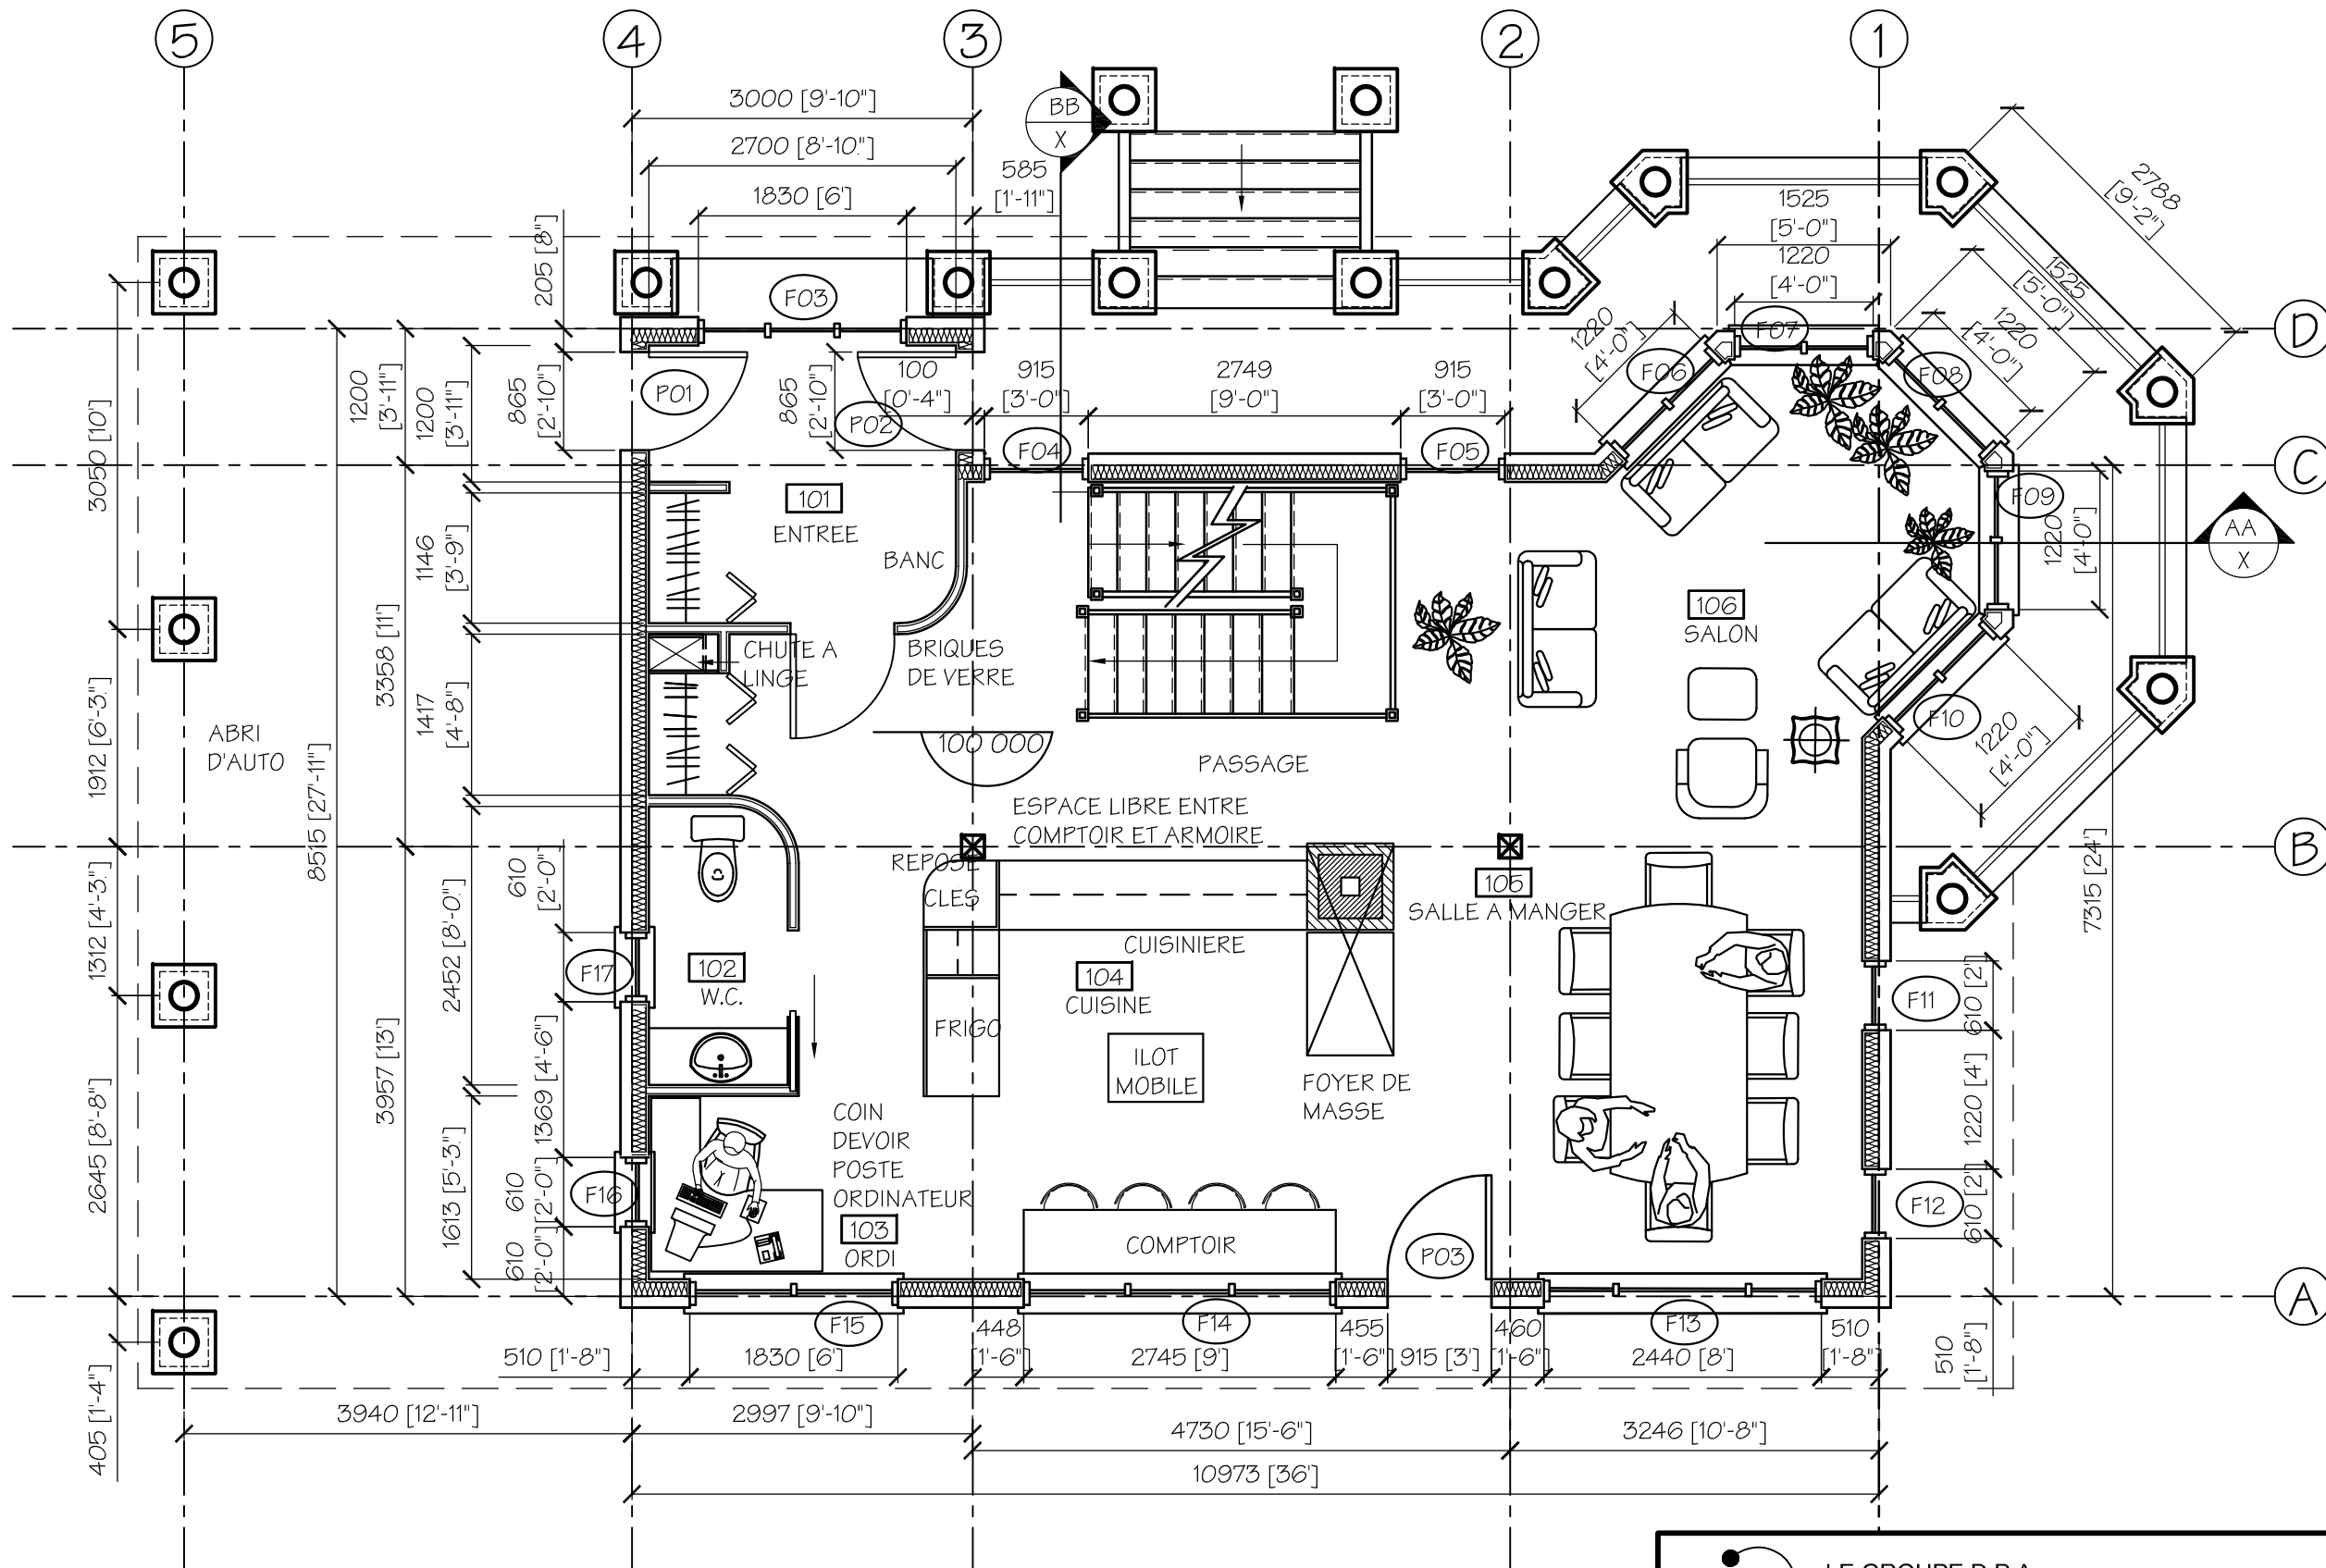 5
4
3
2
1
3000 [9'-10"]
2700 [8'-10"]
1830 [6']
585
[1'-11"]
BB
X
205 [8"]
F03
1525
[5'-0"]
1220
[4'-0"]
F07
2788
[9'-2"]
1525
[5'-0"]
1220
[4'-0"]
F08
1220
[4'-0"]
F06
D
C
B
A
3050 [10']
1912 [6'-3"]
1312 [4'-3"]
2645 [8'-8"]
405 [1'-4"]
8515 [27'-11"]
1200
[3'-11"]
3358 [11']
3957 [13']
1200
[3'-11"]
1146
[3'-9"]
1417
[4'-8"]
2452 [8'-0"]
1613 [5'-3"]
865
[2'-10"]
P01
865
[2'-10"]
P02
100
[0'-4"]
915
[3'-0"]
2749
[9'-0"]
915
[3'-0"]
F04
F05
101
ENTREE
BANC
CHUTE A
LINGE
BRIQUES
DE VERRE
100 000
PASSAGE
ESPACE LIBRE ENTRE
COMPTOIR ET ARMOIRE
106
SALON
F09
1220
[4'-0"]
AA
X
F10
1220
[4'-0"]
7315 [24']
ABRI
D'AUTO
610
[2'-0"]
F17
1369 [4'-6"]
610
[2'-0"]
F16
610
[2'-0"]
102
W.C.
REPOSE
CLES
FRIGO
CUISINIERE
104
CUISINE
ILOT
MOBILE
FOYER DE
MASSE
105
SALLE A MANGER
COIN
DEVOIR
POSTE
ORDINATEUR
103
ORDI
COMPTOIR
P03
F11
610 [2']
1220 [4']
F12
610 [2']
510
[1'-8"]
F15
F14
F13
510 [1'-8"]
1830 [6']
448
[1'-6"]
2745 [9']
455
[1'-6"]
915 [3']
460
[1'-6"]
2440 [8']
510
[1'-8"]
3940 [12'-11"]
2997 [9'-10"]
4730 [15'-6"]
3246 [10'-8"]
10973 [36']